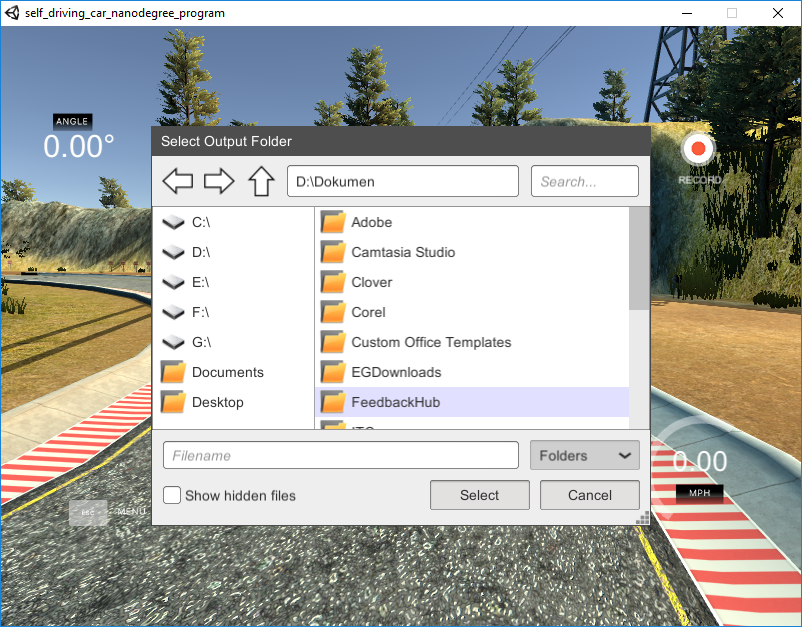 self_driving_car_nanodegree_program
ANGLE
0.00°
Select Output Folder
D:\Dokumen
Search...
RECORD
C:\
D:\
E:\
F:\
G:\
Documents
Desktop
Adobe
Camtasia Studio
Clover
Corel
Custom Office Templates
EGDownloads
FeedbackHub
Filename
Folders
Show hidden files
Select
Cancel
0.00
MPH
ESC
MENU